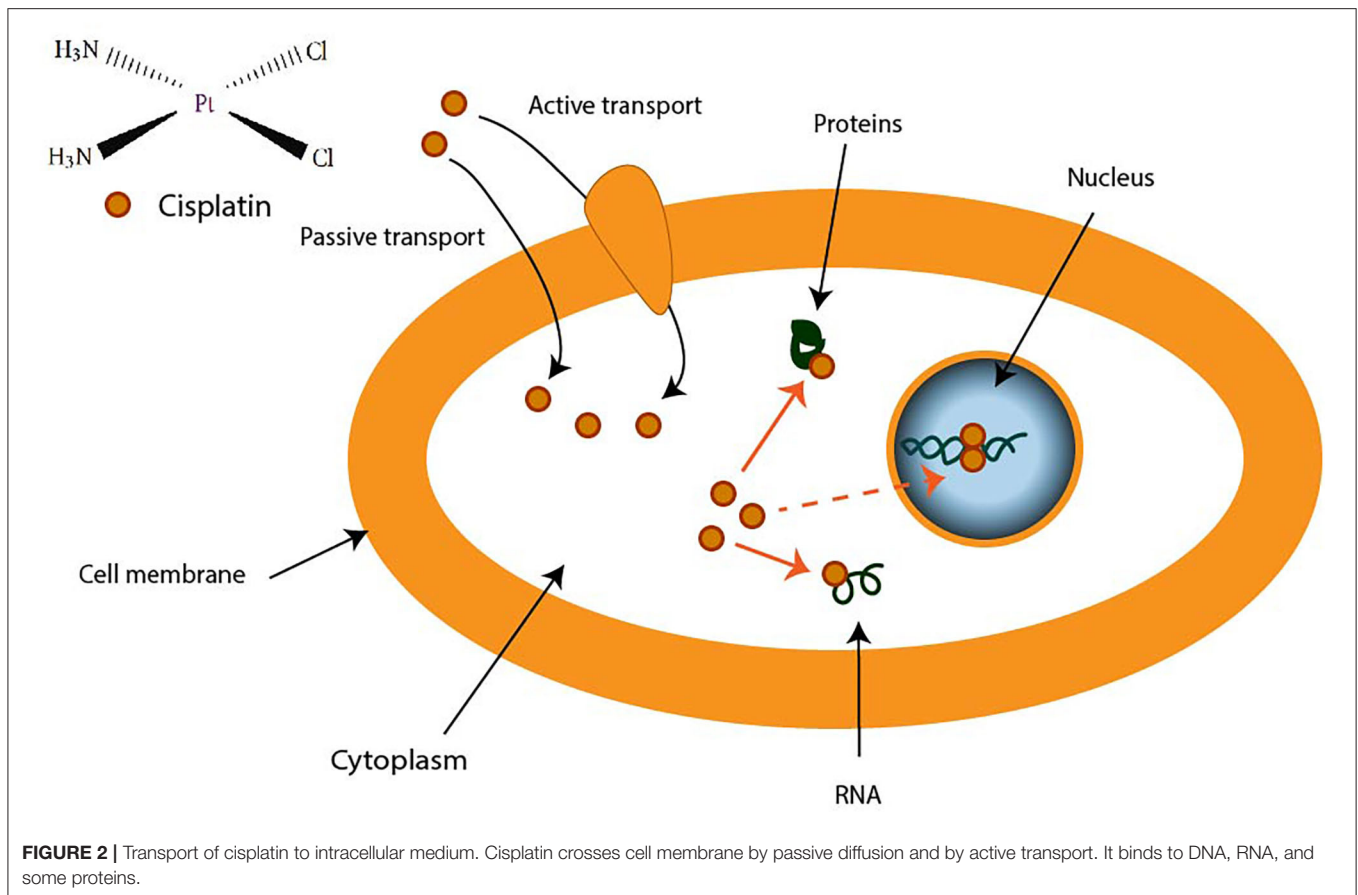 H₃N
Cl
Pt
H₃N
Cl
Cisplatin
Active transport
Passive transport
Proteins
Nucleus
Cell membrane
Cytoplasm
RNA
FIGURE 2 | Transport of cisplatin to intracellular medium. Cisplatin crosses cell membrane by passive diffusion and by active transport. It binds to DNA, RNA, and
some proteins.